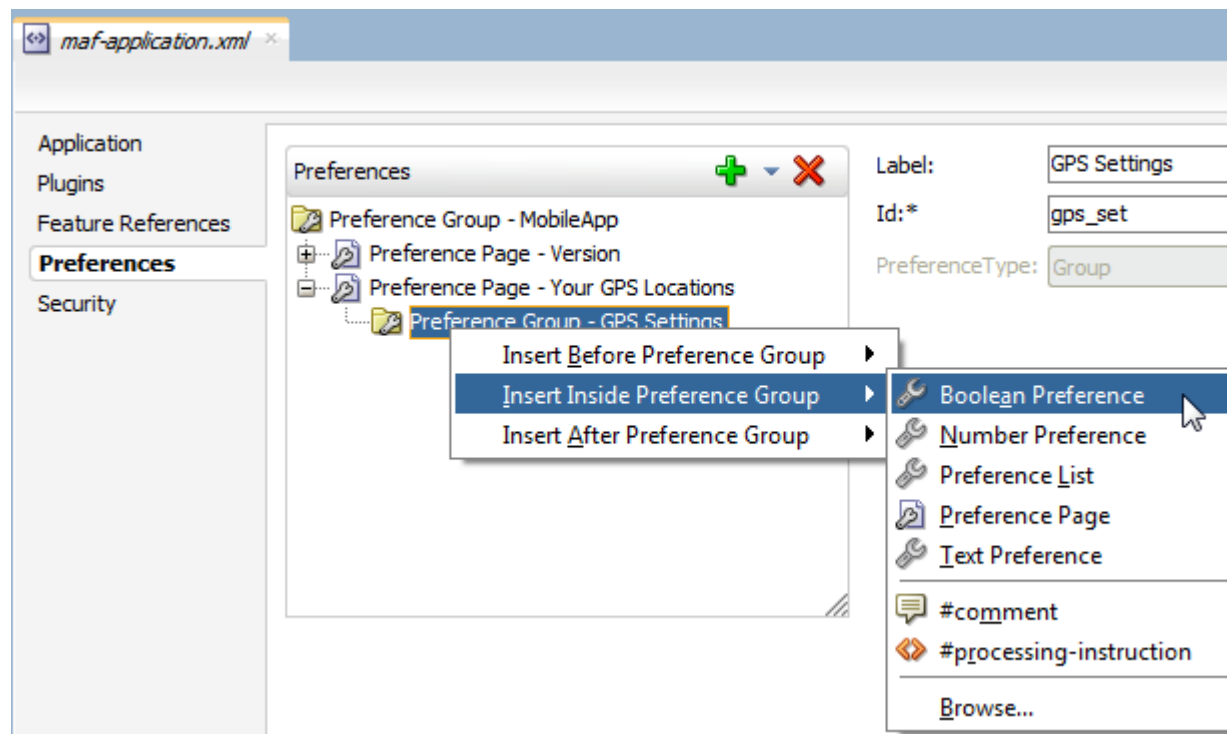 maf-application.xml
Application
Plugins
Feature References
Preferences
Security
Preferences
Preference Group - MobileApp
Preference Page - Version
Preference Page - Your GPS Locations
Preference Group - GPS Settings
Label: GPS Settings
Id:* gps_set
PreferenceType: Group
Insert Before Preference Group
Insert Inside Preference Group
Insert After Preference Group
Boolean Preference
Number Preference
Preference List
Preference Page
Text Preference
#comment
#processing-instruction
Browse...